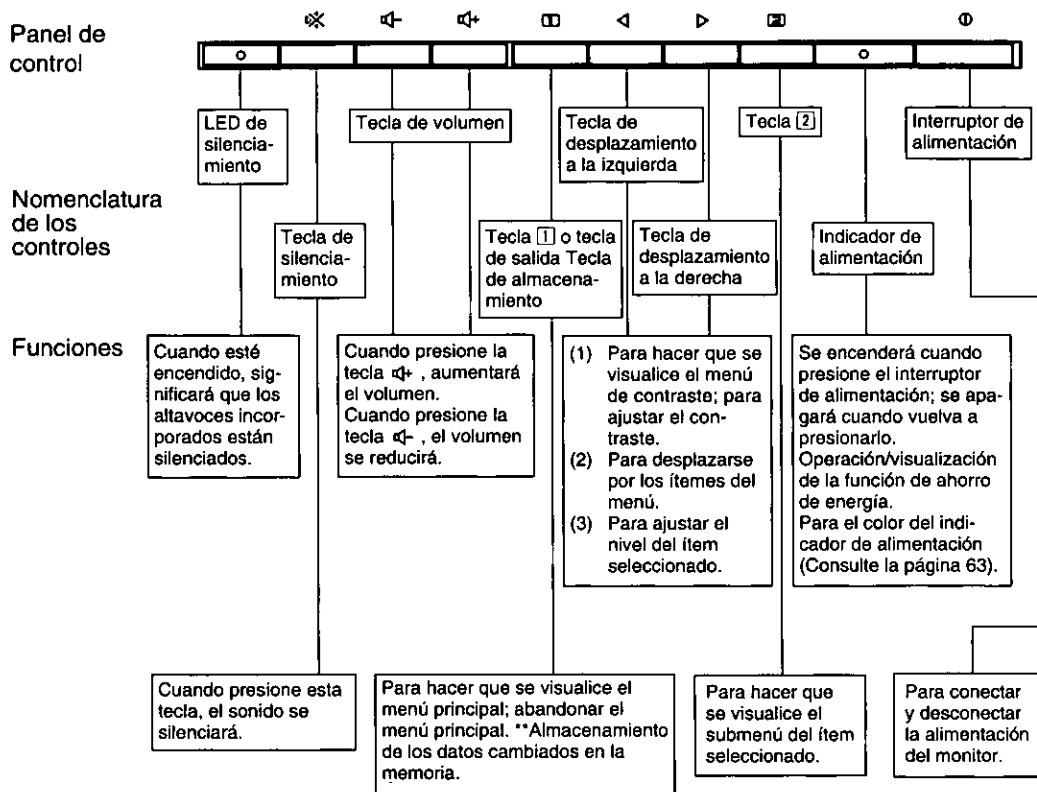 Panel de
control
LED de
silencia-
miento
Tecla de volumen
Tecla de
desplazamiento
a la izquierda
Tecla 2
Interruptor de
alimentación
Nomenclatura
de los
controles
Tecla de
silencia-
miento
Tecla 1 o tecla
de salida Tecla
de almacena-
miento
Tecla de
desplazamiento
a la derecha
Indicador de
alimentación
Funciones
Cuando esté
encendido, sig-
nificará que los
altavoces incor-
porados están
silenciados.
Cuando presione la
tecla + , aumentará
el volumen.
Cuando presione la
tecla - , el volumen
se reducirá.
(1) Para hacer que se
visualice el menú
de contraste; para
ajustar el con-
traste.
(2) Para desplazarse
por los ítemes del
menú.
(3) Para ajustar el
nivel del ítem
seleccionado.
Se encenderá cuando
presione el interruptor
de alimentación; se apa-
gará cuando vuelva a
presionarlo.
Operación/visualización
de la función de ahorro
de energía.
Para el color del indi-
cador de alimentación
(Consulte la página 63).
Cuando presione esta
tecla, el sonido se
silenciará.
Para hacer que se visualice el
menú principal; abandonar el
menú principal. **Almacenamiento
de los datos cambiados en la
memoria.
Para hacer que
se visualice el
submenú del ítem
seleccionado.
Para conectar
y desconectar
la alimentación
del monitor.